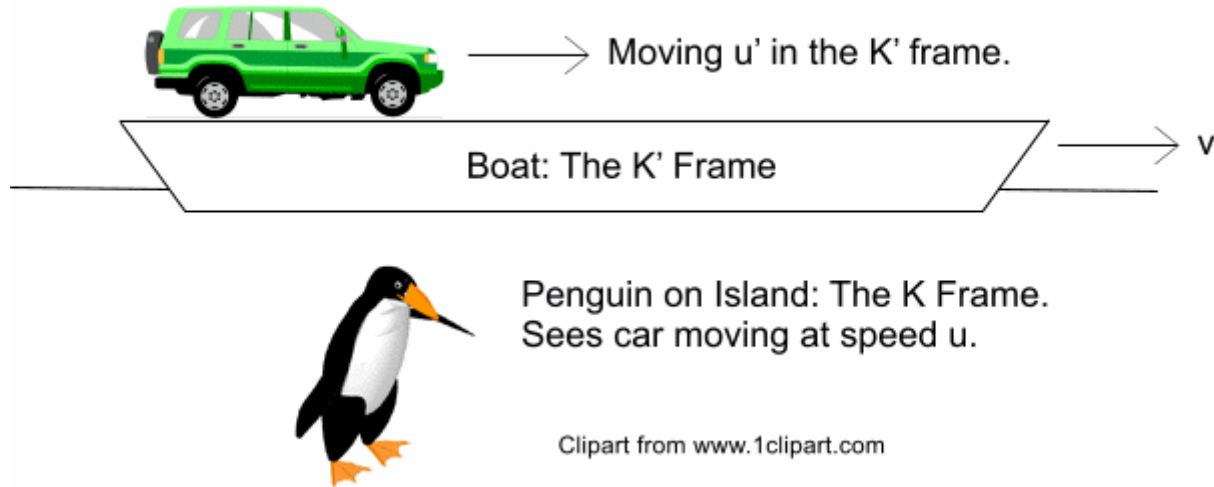 Moving u’ in the K’ frame.
v
Boat: The K’ Frame
Penguin on Island: The K Frame.
Sees car moving at speed u.
Clipart from www.1clipart.com